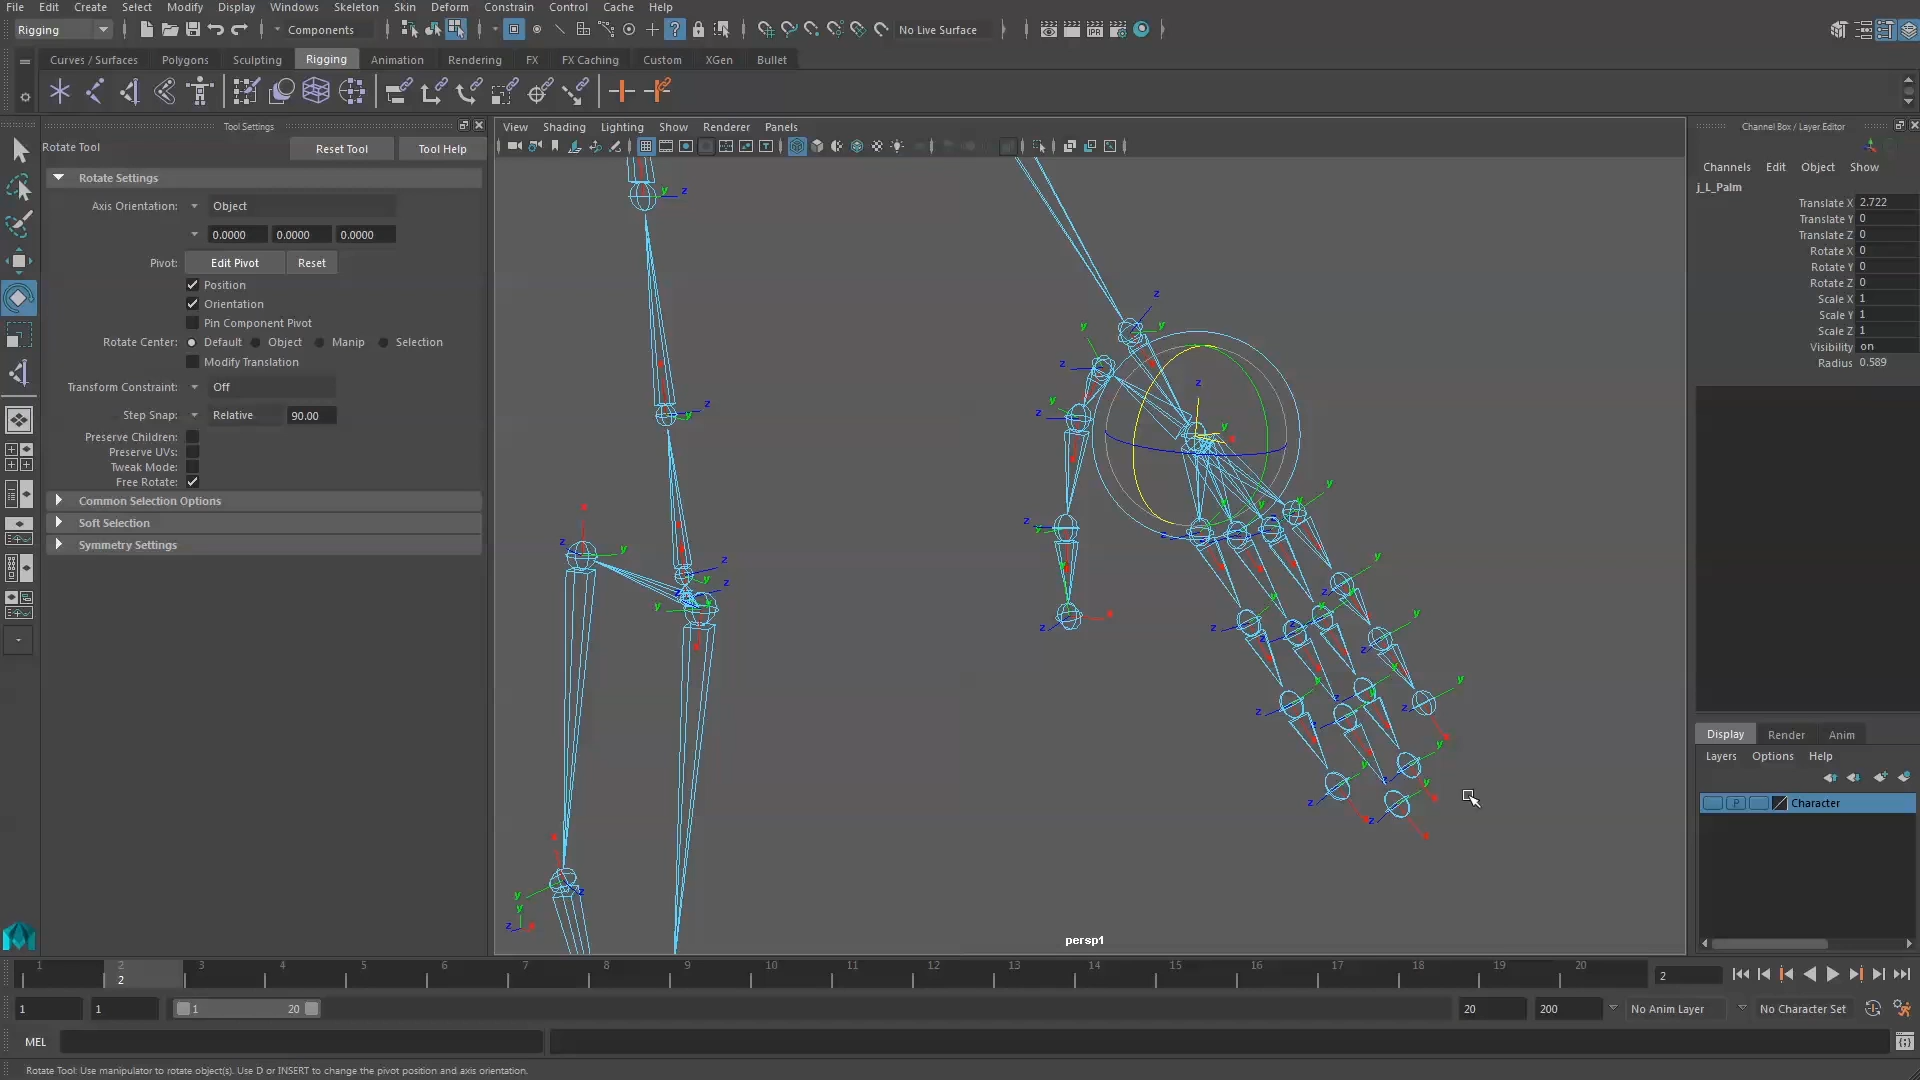 File Edit Create Select Modify Display Windows Skeleton Skin Deform Constrain Control Cache Help
Rigging Components No Live Surface
Curves / Surfaces Polygons Sculpting Rigging Animation Rendering FX FX Caching Custom XGen Bullet
Tool Settings
Rotate Tool Reset Tool Tool Help
Rotate Settings
Axis Orientation: Object
0.0000 0.0000 0.0000
Pivot: Edit Pivot Reset
Position
Orientation
Pin Component Pivot
Rotate Center: Default Object Manip Selection
Modify Translation
Transform Constraint: Off
Step Snap: Relative 90.00
Preserve Children:
Preserve UVs:
Tweak Mode:
Free Rotate:
Common Selection Options
Soft Selection
Symmetry Settings
View Shading Lighting Show Renderer Panels
persp1
Channel Box / Layer Editor
Channels Edit Object Show
j_L_Palm
Translate X 2.722
Translate Y 0
Translate Z 0
Rotate X 0
Rotate Y 0
Rotate Z 0
Scale X 1
Scale Y 1
Scale Z 1
Visibility on
Radius 0.589
Display Render Anim
Layers Options Help
P Character
1 2 3 4 5 6 7 8 9 10 11 12 13 14 15 16 17 18 19 20
2 2
1 1 1 20 20 200 No Anim Layer No Character Set
MEL
Rotate Tool: Use manipulator to rotate object(s). Use D or INSERT to change the pivot position and axis orientation.